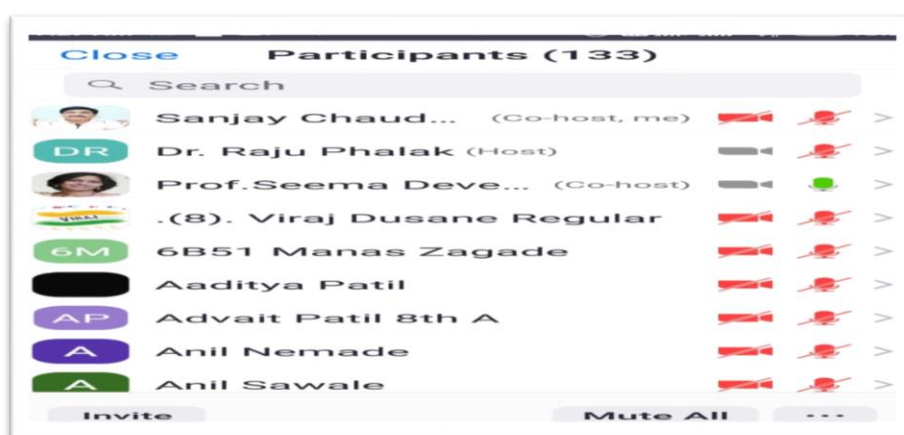 Close Participants (133)
Search
Sanjay Chaud... (Co-host, me)
DR Dr. Raju Phalak (Host)
Prof.Seema Deve... (Co-host)
VIRAJ .(8). Viraj Dusane Regular
6M 6B51 Manas Zagade
Aaditya Patil
AP Advait Patil 8th A
A Anil Nemade
A Anil Sawale
Invite Mute All ...